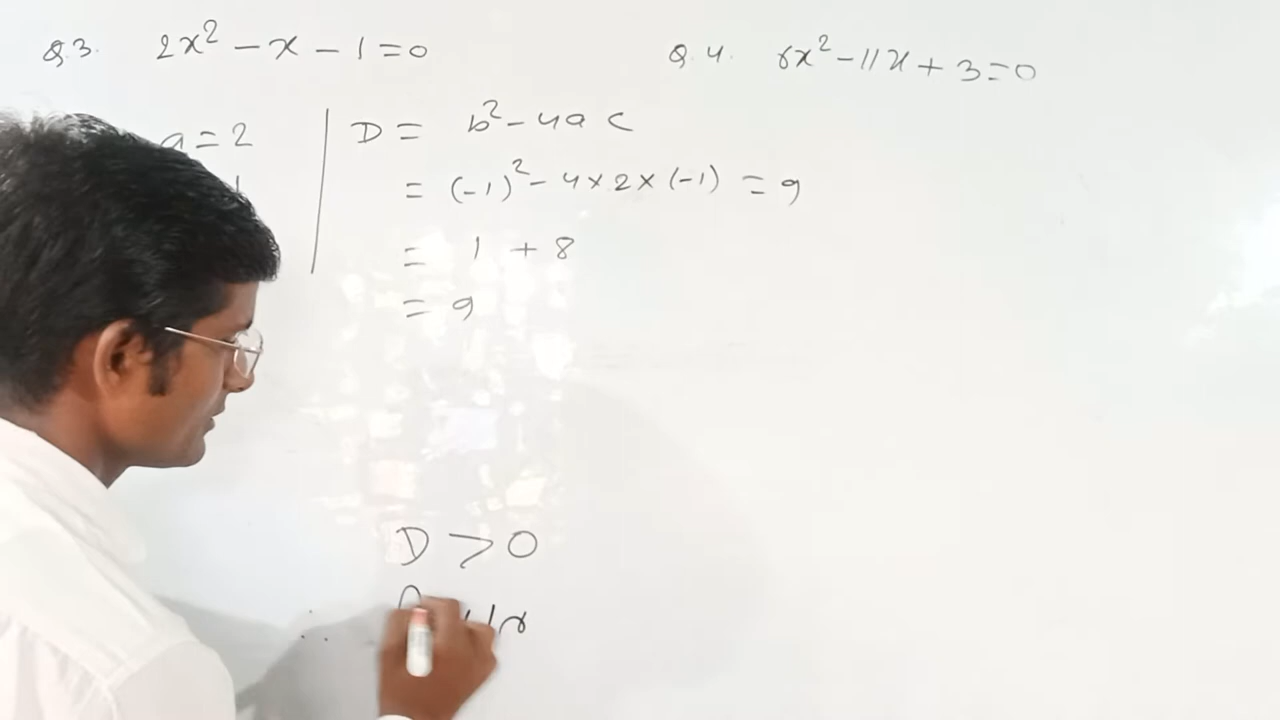 Q.3. 2x² - x - 1 = 0
a = 2
D = b² - 4ac
= (-1)² - 4 × 2 × (-1) = 9
= 1 + 8
= 9
D > 0
Q.4. 6x² - 11x + 3 = 0